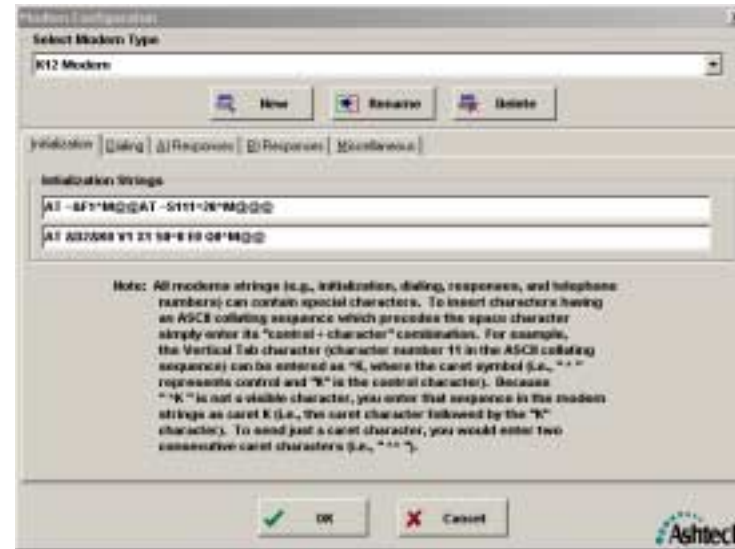 Modem Configuration
Select Modem Type
K12 Modem
New Rename Delete
Initialization Dialing A) Responses B) Responses Miscellaneous
Initialization Strings
Note: All modems strings (e.g., initialization, dialing, responses, and telephone
numbers) can contain special characters. To insert characters having
an ASCII collating sequence which precedes the space character
simply enter its "control + character" combination. For example,
the Vertical Tab character (character number 11 in the ASCII collating
sequence) can be entered as ^K, where the caret symbol (i.e., " ^ "
represents control and "K" is the control character). Because
" ^K " is not a visible character, you enter that sequence in the modem
strings as caret K (i.e., the caret character followed by the "K"
character). To send just a caret character, you would enter two
consecutive caret characters (i.e., " ^^ ").
OK Cancel
Ashtech